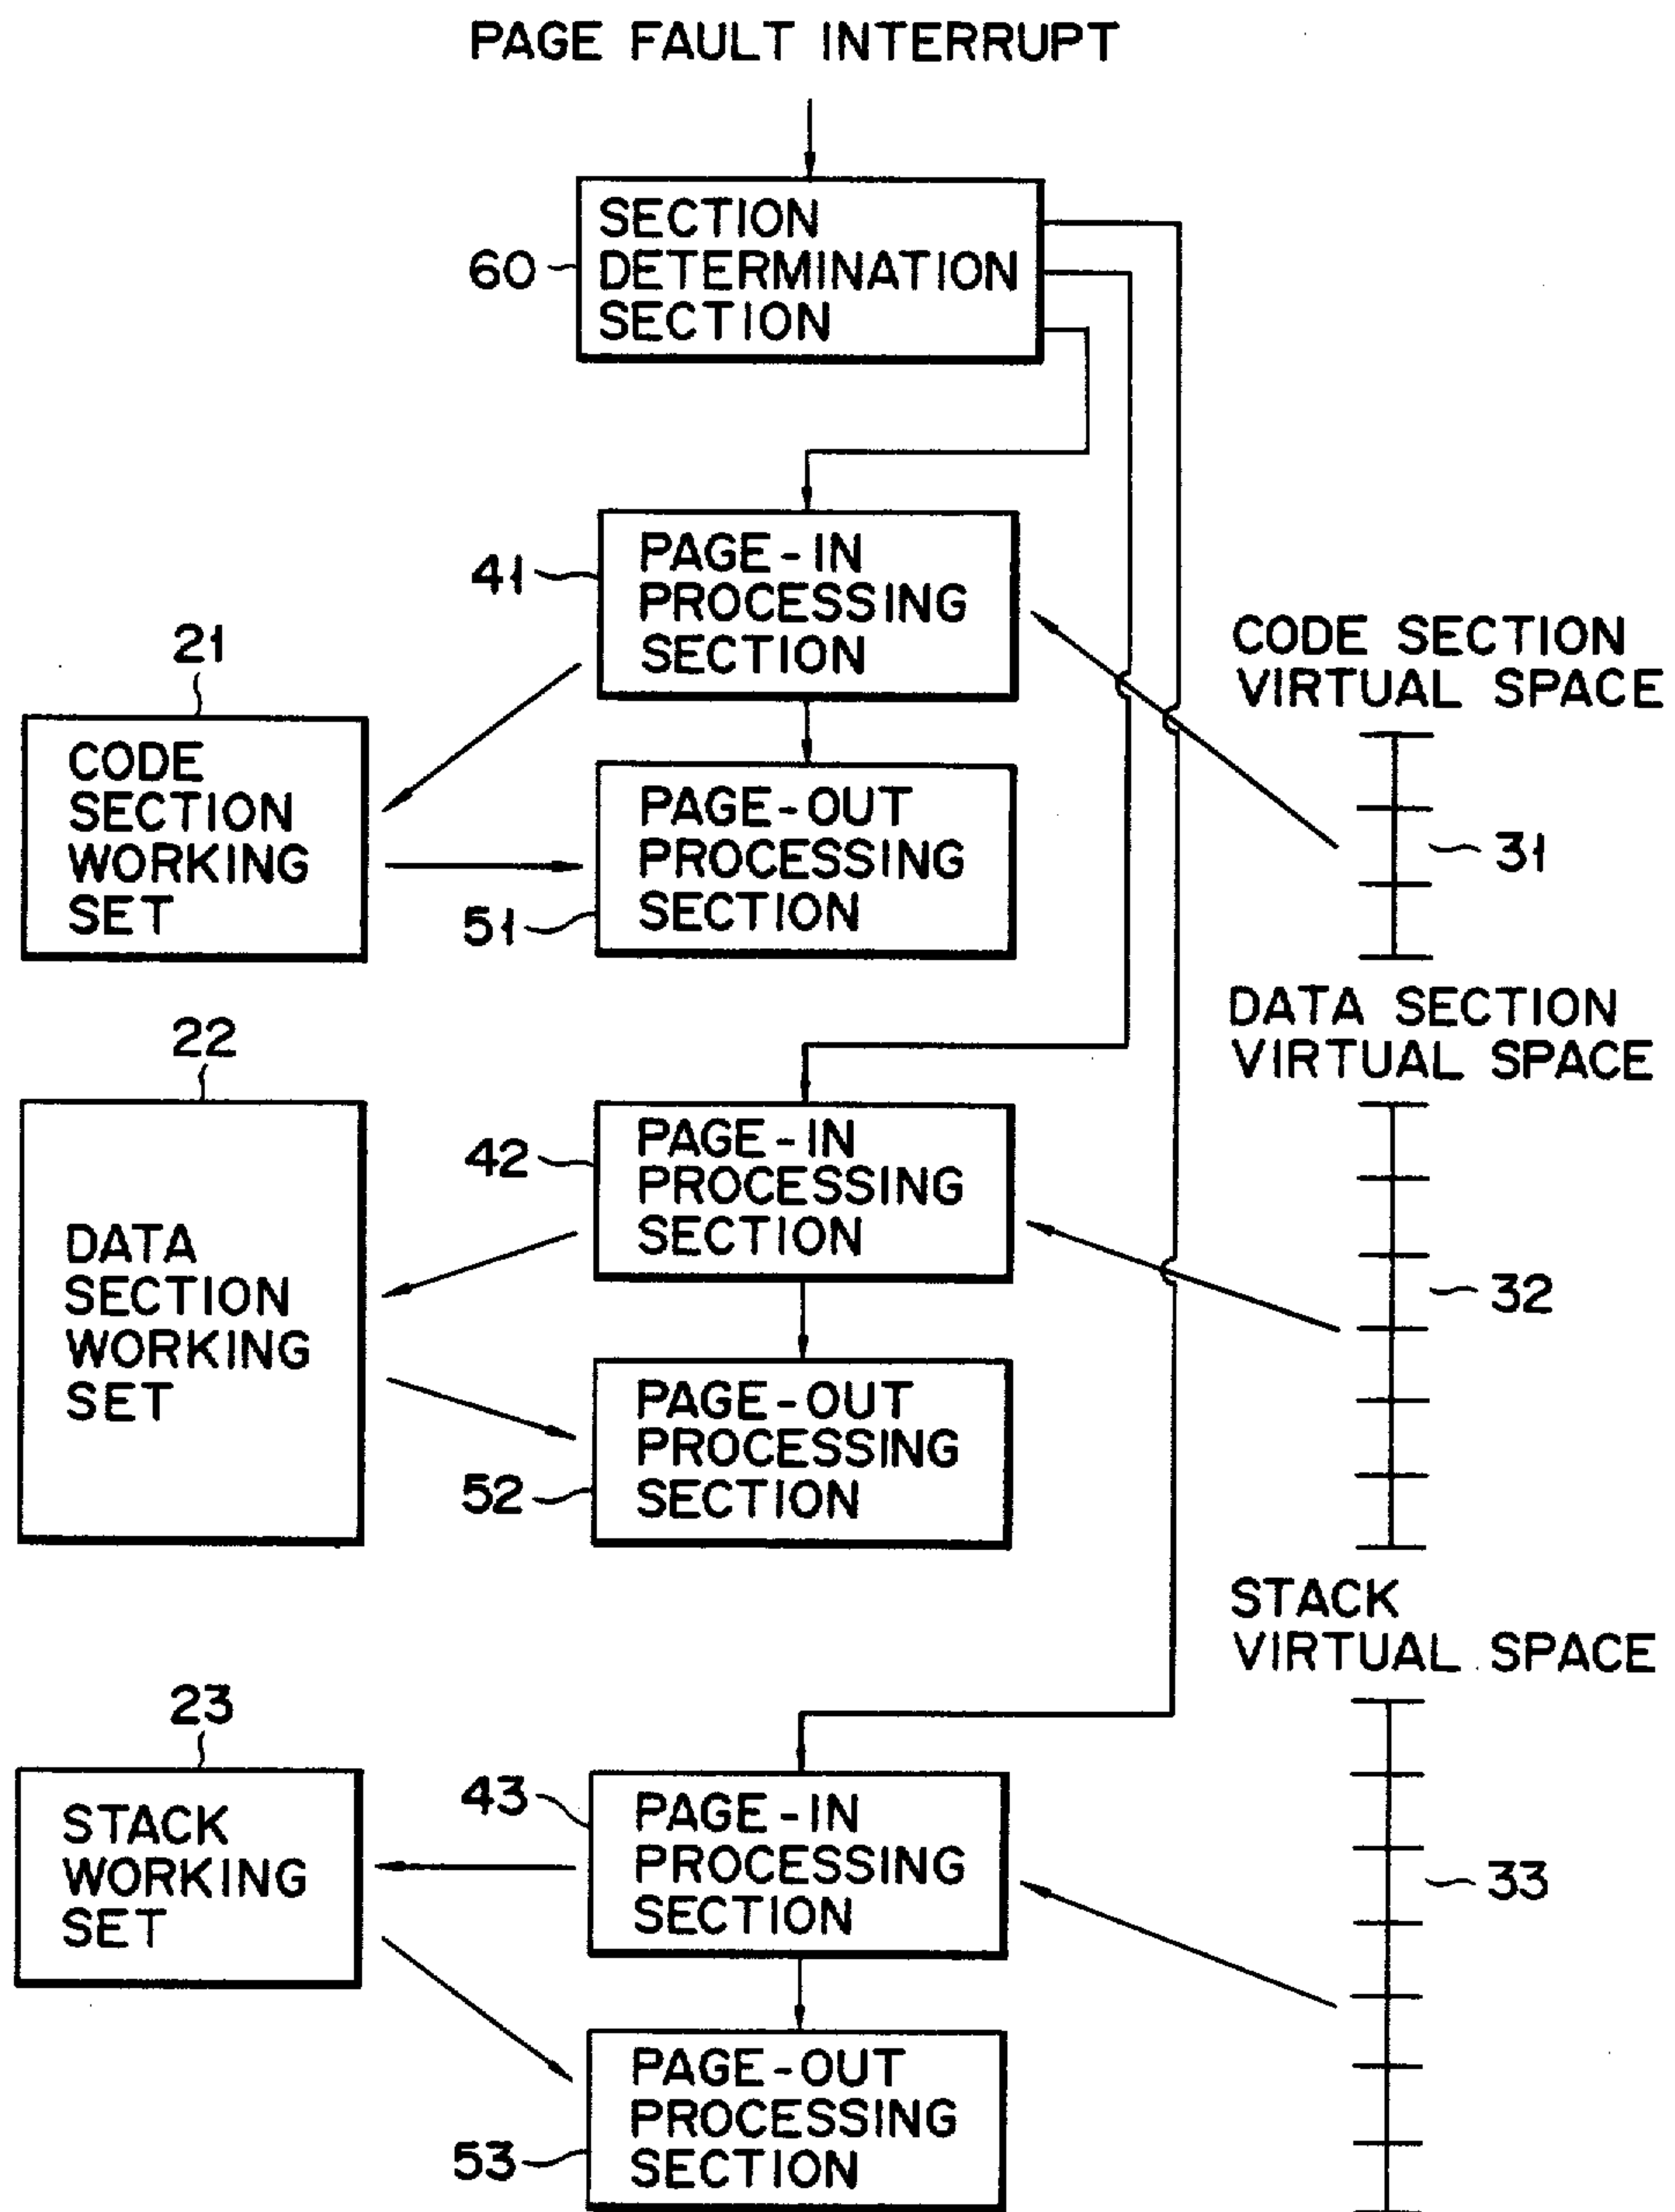 PAGE FAULT INTERRUPT
SECTION
DETERMINATION
SECTION
60
PAGE-IN
PROCESSING
SECTION
41
CODE SECTION
VIRTUAL SPACE
31
21
CODE
SECTION
WORKING
SET
PAGE-OUT
PROCESSING
SECTION
51
DATA SECTION
VIRTUAL SPACE
32
22
DATA
SECTION
WORKING
SET
PAGE-IN
PROCESSING
SECTION
42
PAGE-OUT
PROCESSING
SECTION
52
STACK
VIRTUAL SPACE
33
23
STACK
WORKING
SET
43
PAGE-IN
PROCESSING
SECTION
PAGE-OUT
PROCESSING
SECTION
53